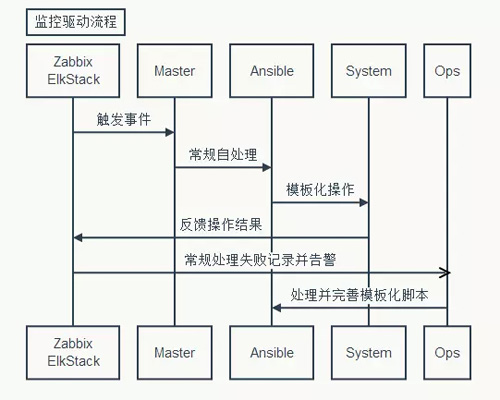 监控驱动流程
Zabbix
ElkStack
Master
Ansible
System
Ops
触发事件
常规自处理
模板化操作
反馈操作结果
常规处理失败记录并告警
处理并完善模板化脚本
Zabbix
ElkStack
Master
Ansible
System
Ops